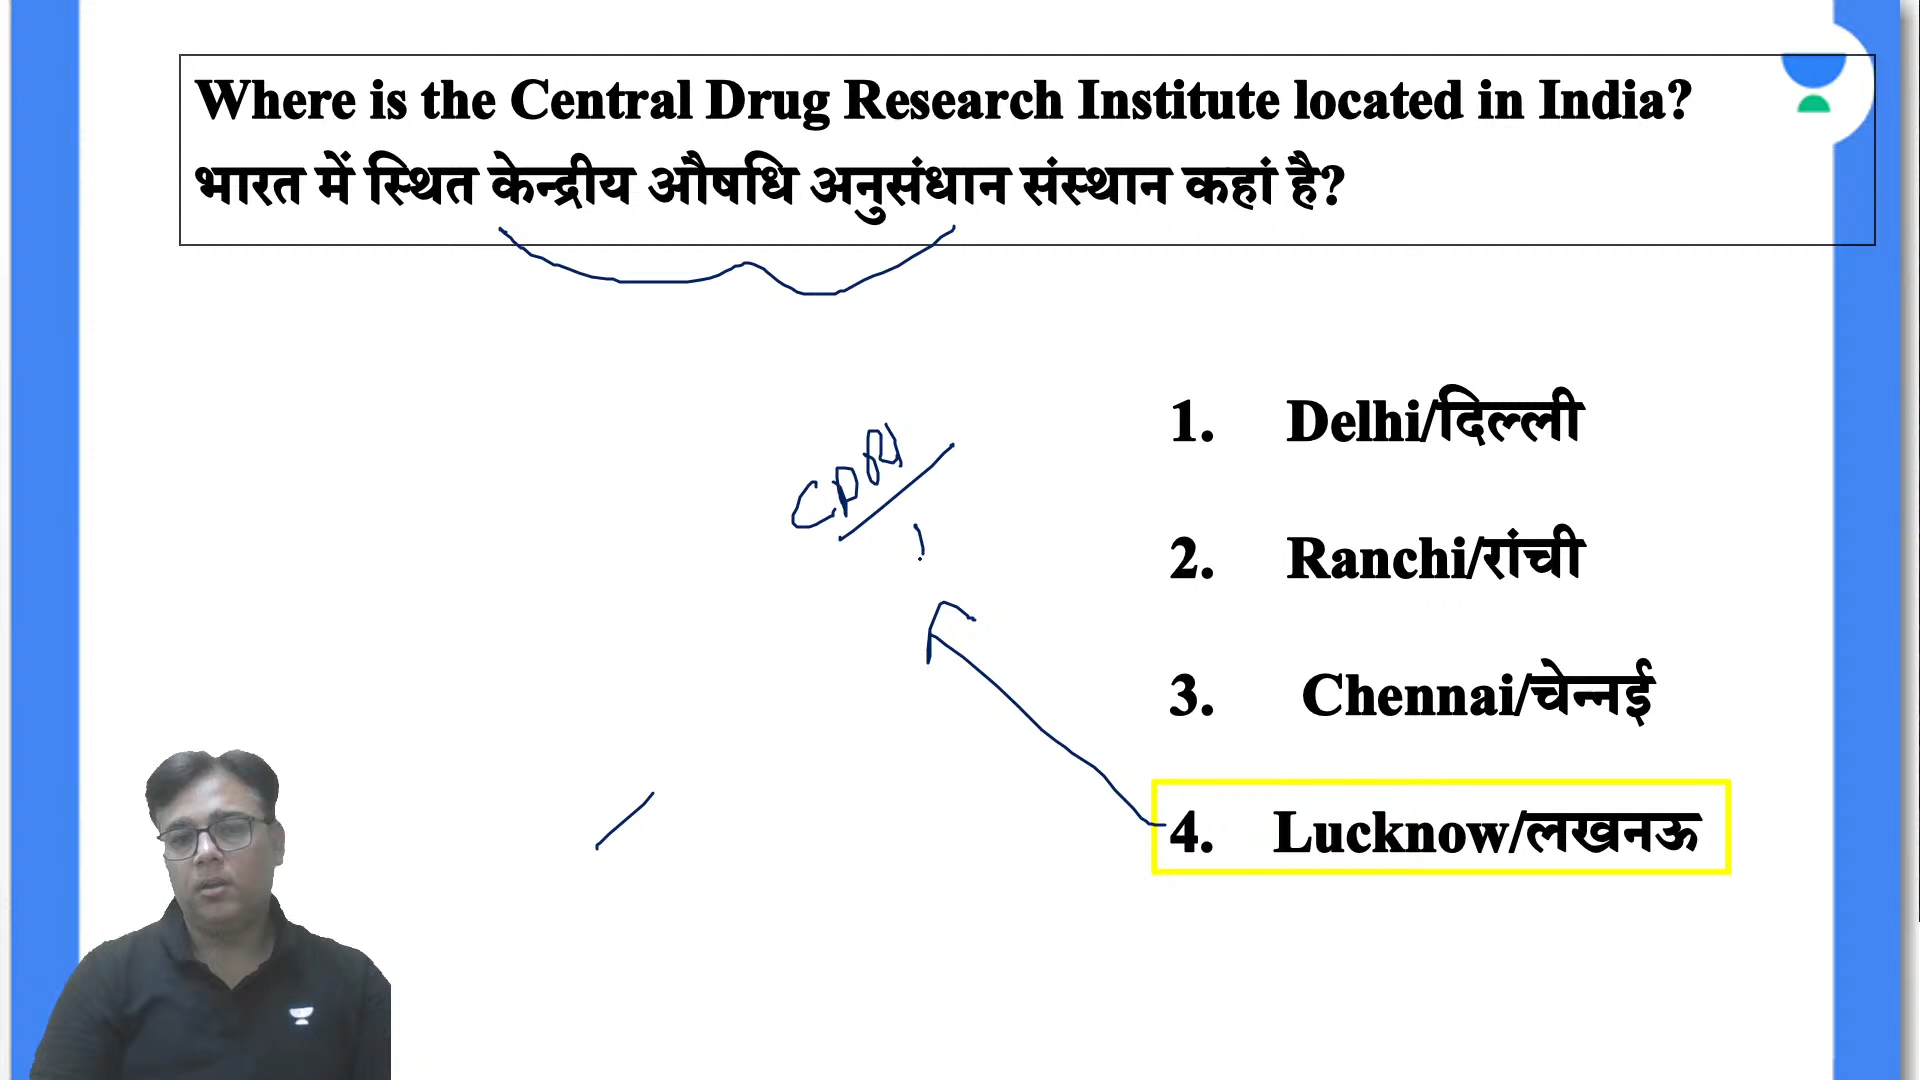 Where is the Central Drug Research Institute located in India?
भारत में स्थित केन्द्रीय औषधि अनुसंधान संस्थान कहां है?
CDRI
1. Delhi/दिल्ली
2. Ranchi/रांची
3. Chennai/चेन्नई
4. Lucknow/लखनऊ